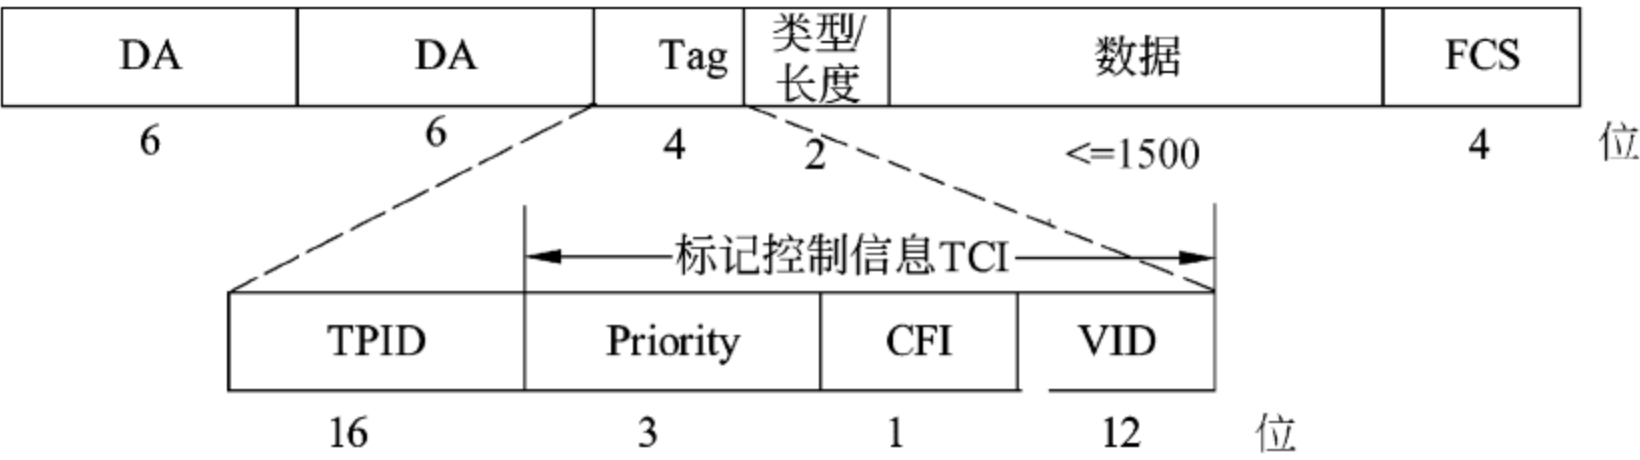 DA DA Tag 类型/ 数据 FCS
长度
6 6 4 2 <=1500 4 位
标记控制信息TCI
TPID Priority CFI VID
16 3 1 12 位